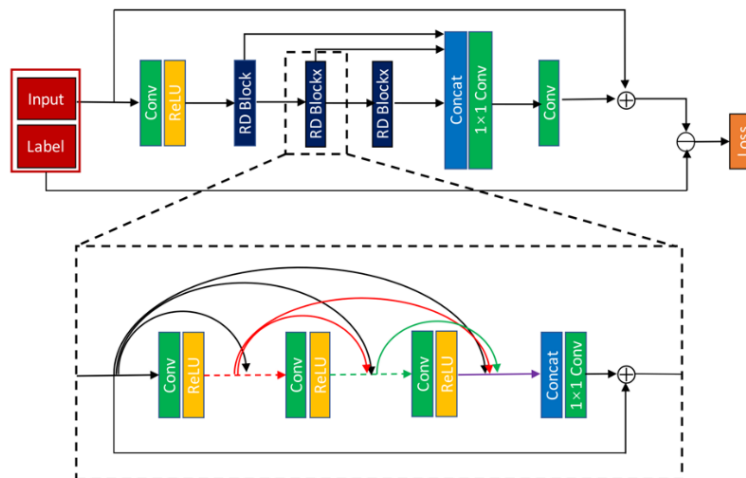 Input
Label
Conv
ReLU
RD Block
RD Blockx
RD Blockx
Concat
1×1 Conv
Conv
Loss
Conv
ReLU
Conv
ReLU
Conv
ReLU
Concat
1×1 Conv